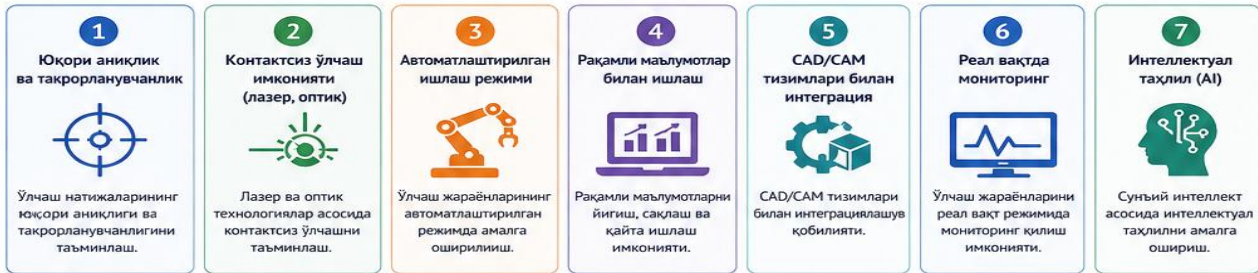 1
Юқори аниқлик
ва такрорланувчанлик
Ўлчаш натижаларининг
юқори аниқлиги ва
такрорланувчанлигини
таъминлаш.
2
Контактсиз ўлчаш
имконияти
(лазер, оптик)
Лазер ва оптик
технологиялар асосида
контактсиз ўлчашни
таъминлаш.
3
Автоматлаштирилган
ишлаш режими
Ўлчаш жараёнларининг
автоматлаштирилган
режимда амалга
оширилииш.
4
Рақамли маълумотлар
билан ишлаш
Рақамли маълумотларни
йигиш, сақлаш ва
қайта ишлаш
имконияти.
5
CAD/CAM
тизимлари билан
интеграция
CAD/CAM тизимлари
билан интеграциялашув
қобилияти.
6
Реал вақтда
мониторинг
Ўлчаш жараёнларини
реал вақт режимида
мониторинг қилиш
имконияти.
7
Интеллектуал
таҳлил (AI)
Сунъий интеллект
асосида интеллектуал
таҳлилни амалга
ошириш.